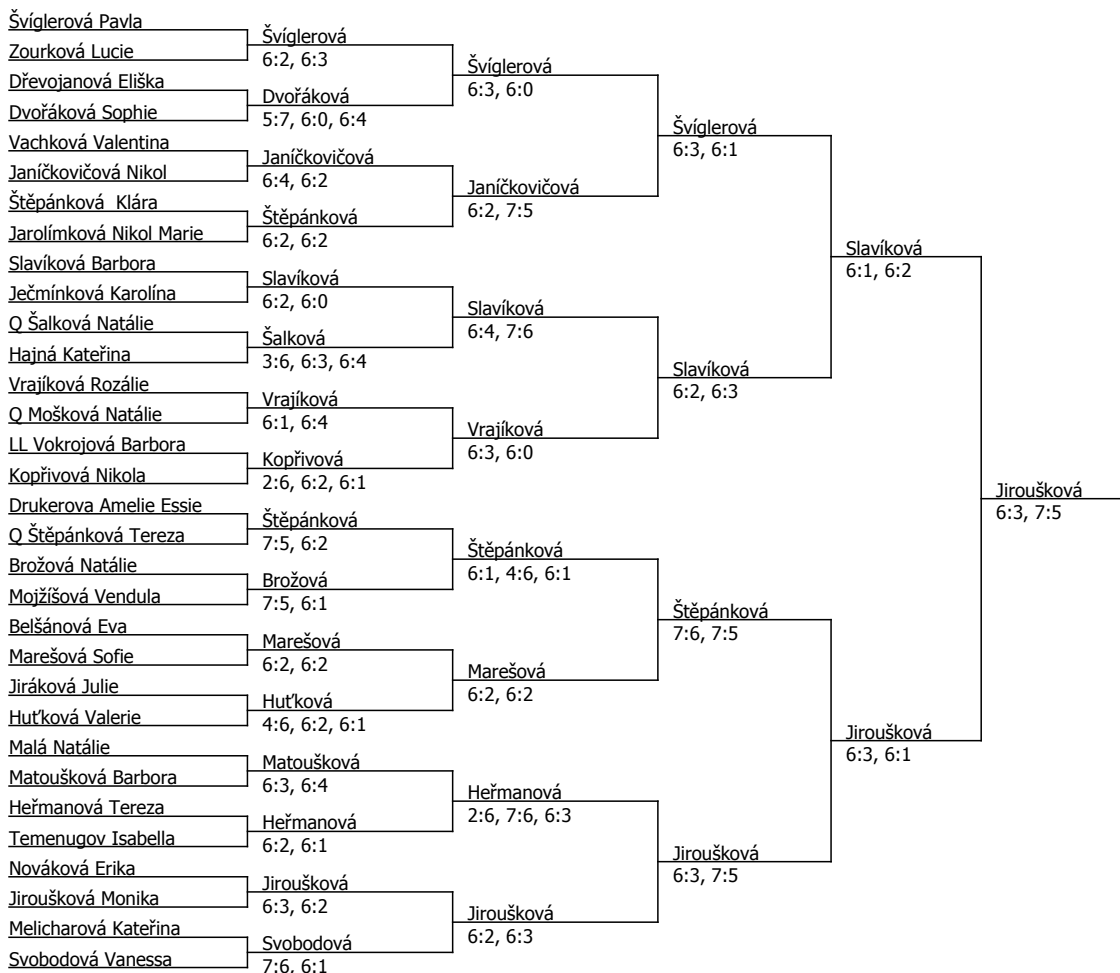 Švíglerová Pavla
Zourková Lucie
Dřevojanová Eliška
Dvořáková Sophie
Vachková Valentina
Janíčkovičová Nikol
Štěpánková  Klára
Jarolímková Nikol Marie
Slavíková Barbora
Ječmínková Karolína
Q Šalková Natálie
Hajná Kateřina
Vrajíková Rozálie
Q Mošková Natálie
LL Vokrojová Barbora
Kopřivová Nikola
Drukerova Amelie Essie
Q Štěpánková Tereza
Brožová Natálie
Mojžíšová Vendula
Belšánová Eva
Marešová Sofie
Jiráková Julie
Huťková Valerie
Malá Natálie
Matoušková Barbora
Heřmanová Tereza
Temenugov Isabella
Nováková Erika
Jiroušková Monika
Melicharová Kateřina
Svobodová Vanessa
Švíglerová
6:2, 6:3
Dvořáková
5:7, 6:0, 6:4
Janíčkovičová
6:4, 6:2
Štěpánková
6:2, 6:2
Slavíková
6:2, 6:0
Šalková
3:6, 6:3, 6:4
Vrajíková
6:1, 6:4
Kopřivová
2:6, 6:2, 6:1
Štěpánková
7:5, 6:2
Brožová
7:5, 6:1
Marešová
6:2, 6:2
Huťková
4:6, 6:2, 6:1
Matoušková
6:3, 6:4
Heřmanová
6:2, 6:1
Jiroušková
6:3, 6:2
Svobodová
7:6, 6:1
Švíglerová
6:3, 6:0
Janíčkovičová
6:2, 7:5
Slavíková
6:4, 7:6
Vrajíková
6:3, 6:0
Štěpánková
6:1, 4:6, 6:1
Marešová
6:2, 6:2
Heřmanová
2:6, 7:6, 6:3
Jiroušková
6:2, 6:3
Švíglerová
6:3, 6:1
Slavíková
6:2, 6:3
Štěpánková
7:6, 7:5
Jiroušková
6:3, 7:5
Slavíková
6:1, 6:2
Jiroušková
6:3, 6:1
Jiroušková
6:3, 7:5